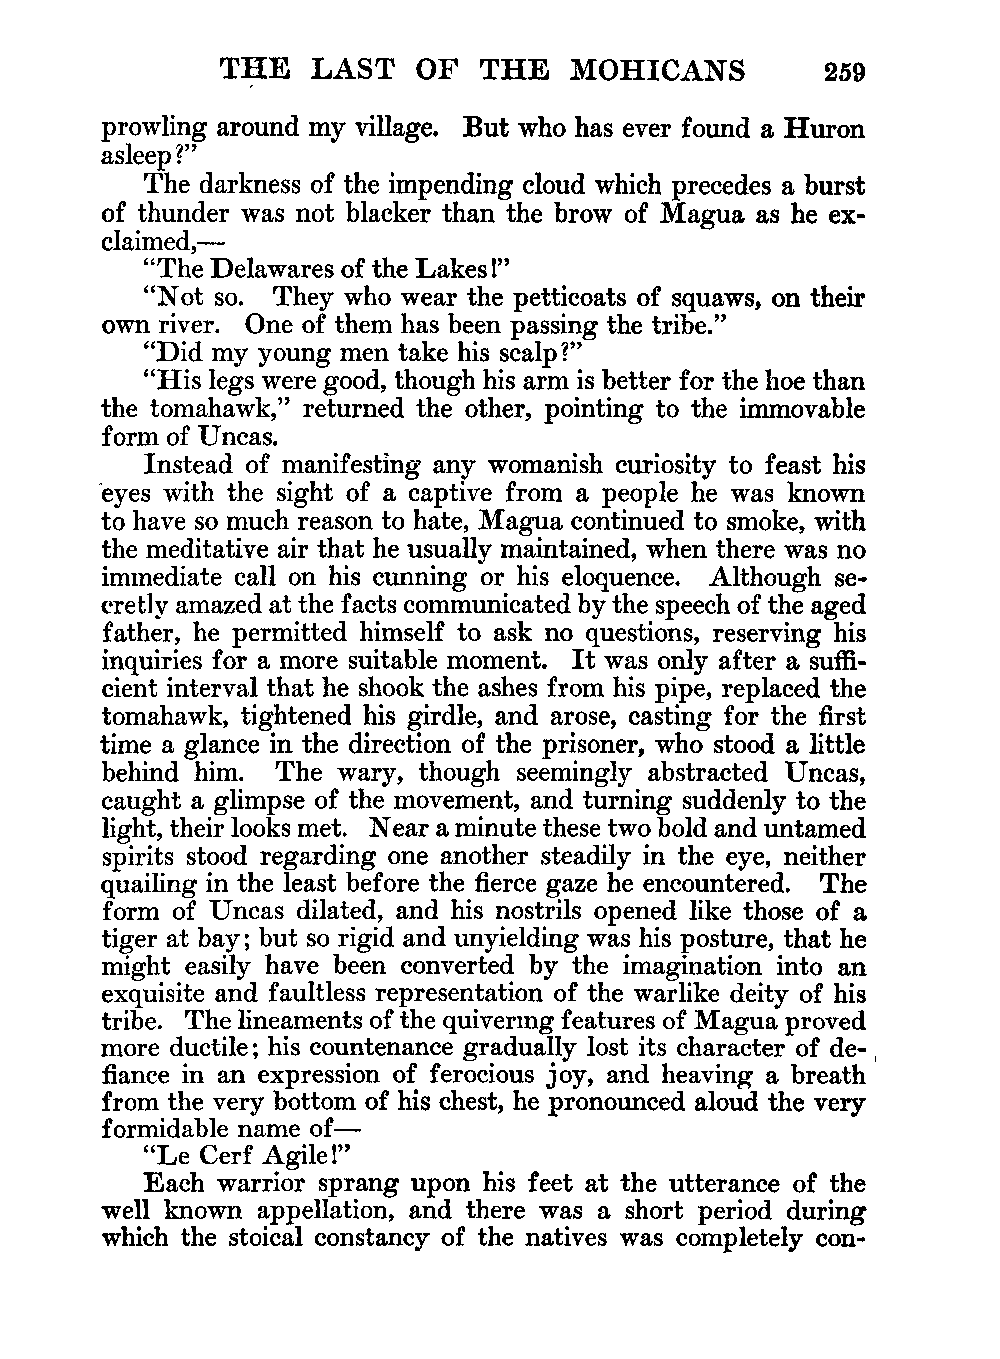 THE LAST OF THE MOHICANS 259
prowling around my village. But who has ever found a Huron
asleep?"
The darkness of the impending cloud which precedes a burst
of thunder was not blacker than the brow of Magua as he ex-
claimed,—
"The Delawares of the Lakes!"
"Not so. They who wear the petticoats of squaws, on their
own river. One of them has been passing the tribe."
"Did my young men take his scalp?"
"His legs were good, though his arm is better for the hoe than
the tomahawk," returned the other, pointing to the immovable
form of Uncas.
Instead of manifesting any womanish curiosity to feast his
eyes with the sight of a captive from a people he was known
to have so much reason to hate, Magua continued to smoke, with
the meditative air that he usually maintained, when there was no
immediate call on his cunning or his eloquence. Although se-
cretly amazed at the facts communicated by the speech of the aged
father, he permitted himself to ask no questions, reserving his
inquiries for a more suitable moment. It was only after a suffi-
cient interval that he shook the ashes from his pipe, replaced the
tomahawk, tightened his girdle, and arose, casting for the first
time a glance in the direction of the prisoner, who stood a little
behind him. The wary, though seemingly abstracted Uncas,
caught a glimpse of the movement, and turning suddenly to the
light, their looks met. Near a minute these two bold and untamed
spirits stood regarding one another steadily in the eye, neither
quailing in the least before the fierce gaze he encountered. The
form of Uncas dilated, and his nostrils opened like those of a
tiger at bay; but so rigid and unyielding was his posture, that he
might easily have been converted by the imagination into an
exquisite and faultless representation of the warlike deity of his
tribe. The lineaments of the quivering features of Magua proved
more ductile; his countenance gradually lost its character of de-
fiance in an expression of ferocious joy, and heaving a breath
from the very bottom of his chest, he pronounced aloud the very
formidable name of—
"Le Cerf Agile!"
Each warrior sprang upon his feet at the utterance of the
well known appellation, and there was a short period during
which the stoical constancy of the natives was completely con-